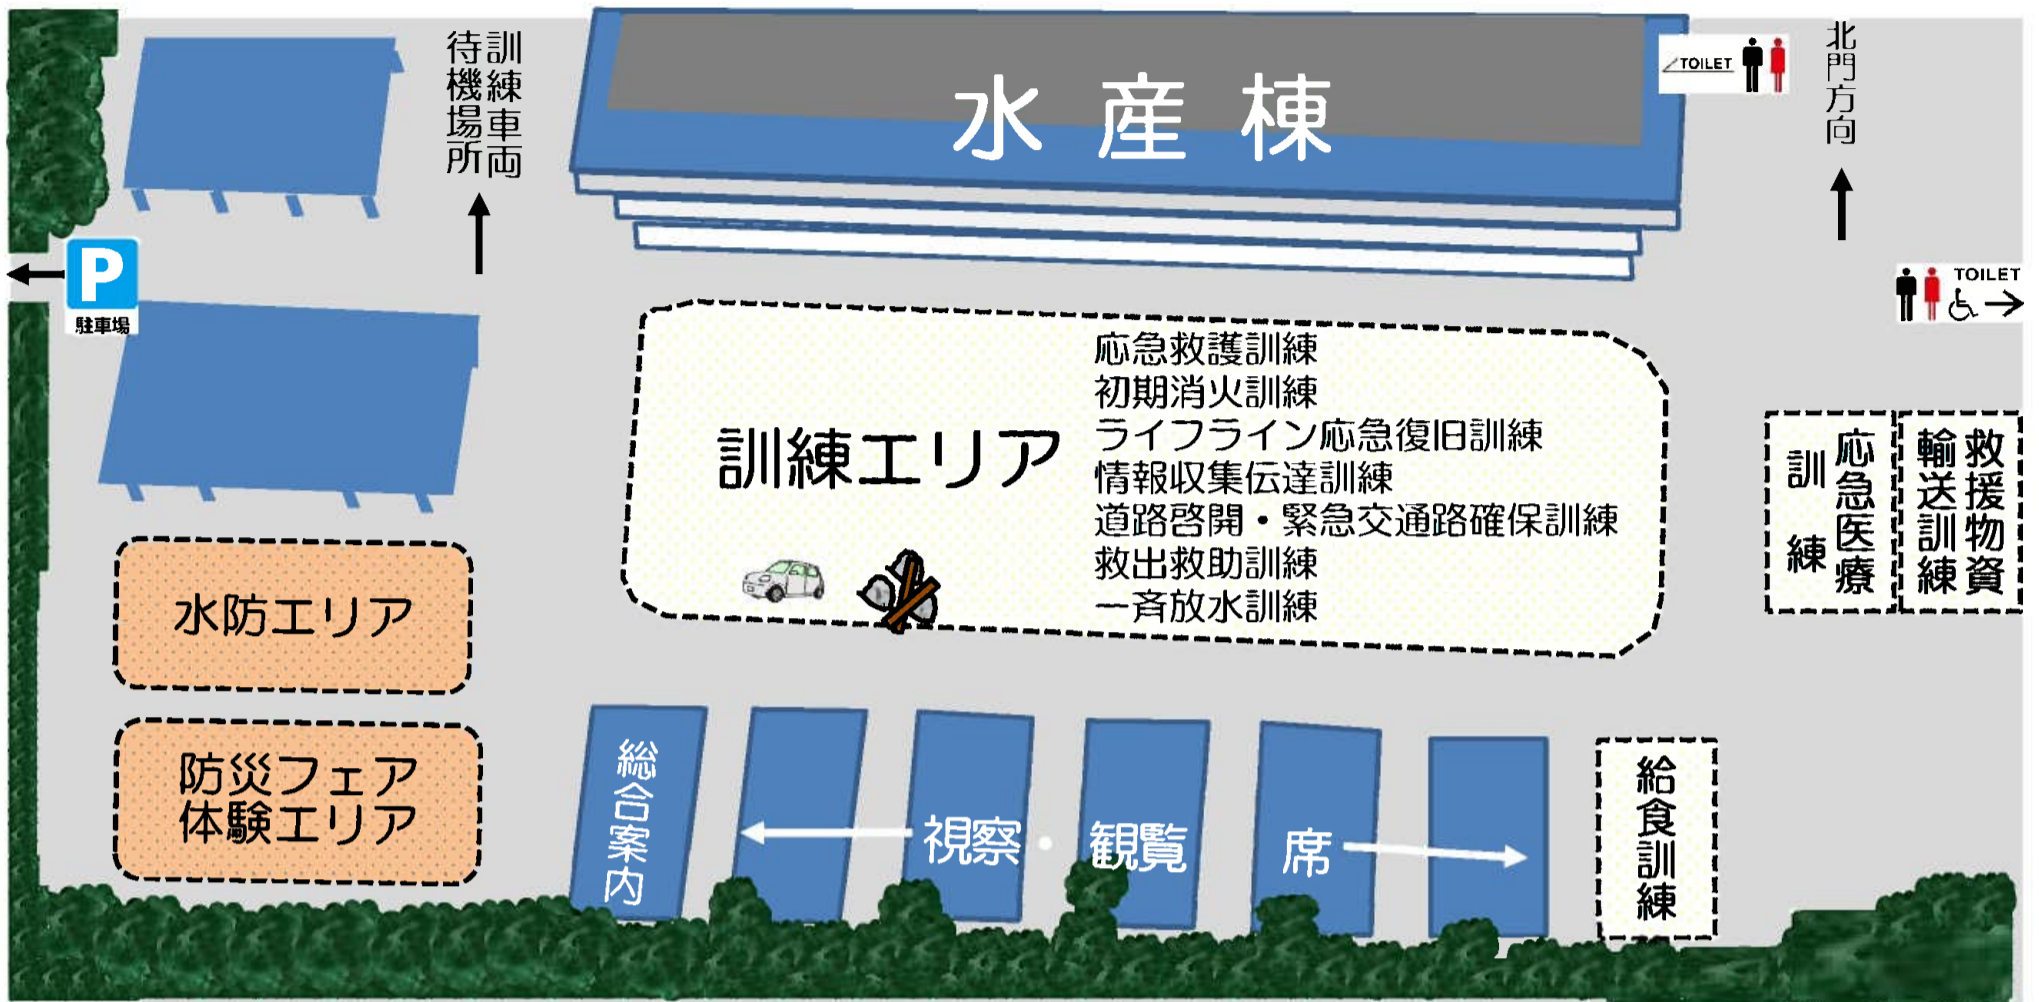 訓練車両
待機場所
水産棟
TOILET
北門方向
P
駐車場
TOILET
訓練エリア
応急救護訓練
初期消火訓練
ライフライン応急復旧訓練
情報収集伝達訓練
道路啓開・緊急交通路確保訓練
救出救助訓練
一斉放水訓練
応急医療
訓練
救援物資
輸送訓練
水防エリア
防災フェア
体験エリア
総合案内
視察・観覧席
給食訓練